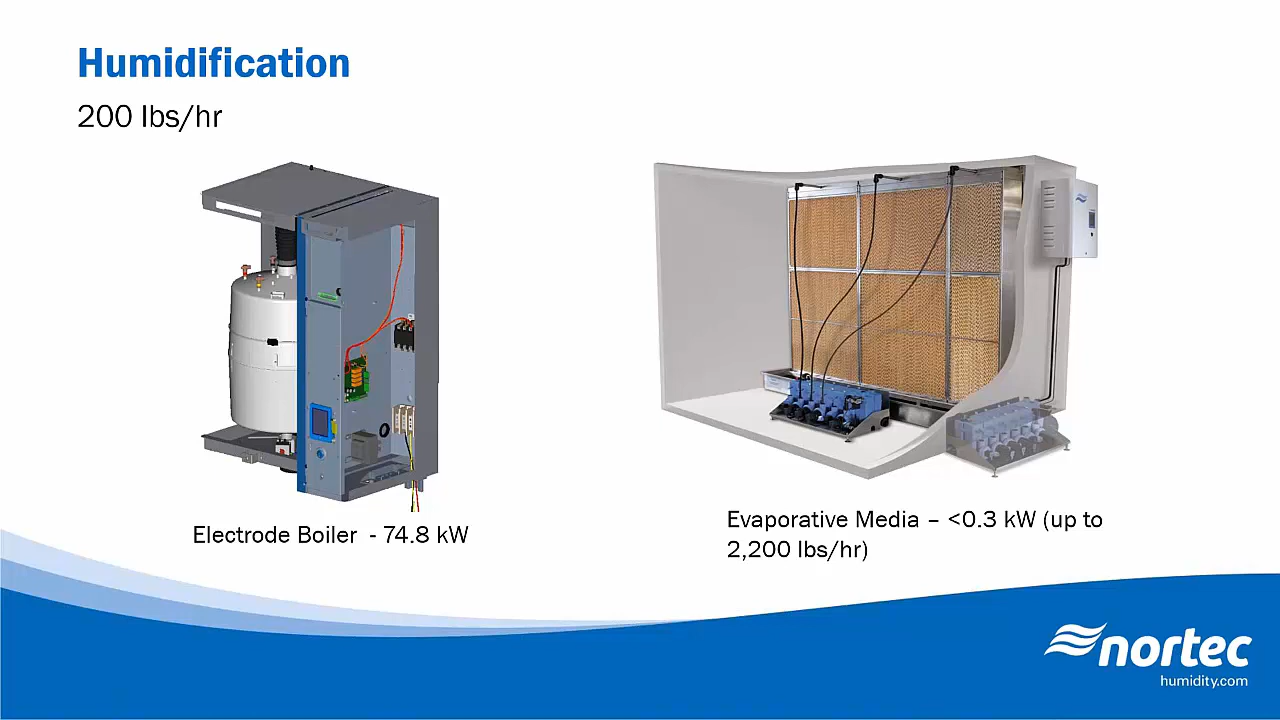 Humidification
200 lbs/hr
Electrode Boiler - 74.8 kW
Evaporative Media – <0.3 kW (up to
2,200 lbs/hr)
nortec
humidity.com